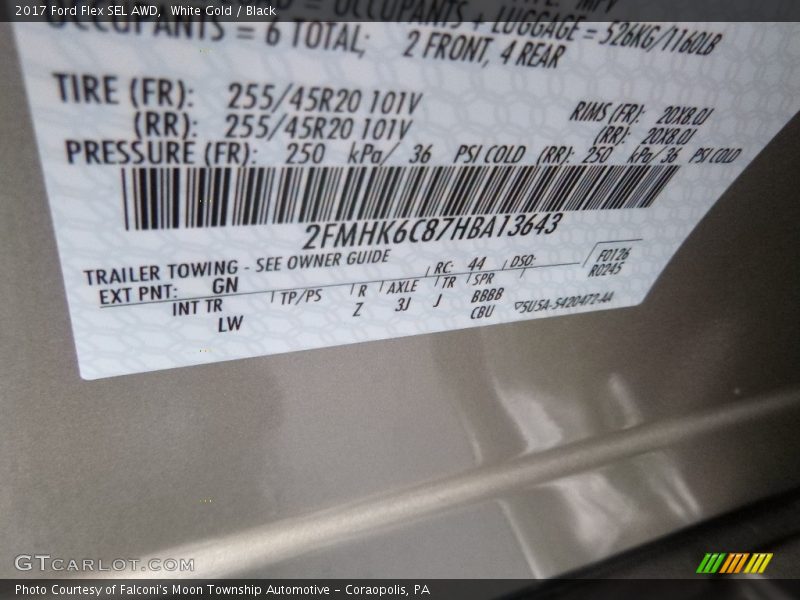 2017 Ford Flex SEL AWD, White Gold / Black
OCCUPANTS + LUGGAGE = 526KG/1160LB
OCCUPANTS = 6 TOTAL; 2 FRONT, 4 REAR
TIRE (FR): 255/45R20 101V RIMS (FR): 20X8.0J
(RR): 255/45R20 101V (RR): 20X8.0J
PRESSURE (FR): 250 kPa/ 36 PSI COLD (RR): 250 kPa/ 36 PSI COLD
2FMHK6C87HBA13643
TRAILER TOWING - SEE OWNER GUIDE RC: 44 DSO: F0126
EXT PNT: GN R0245
INT TR TP/PS R AXLE TR SPR
LW Z 3J J BBBB
CBU 5U5A-5420472-AA
GTCARLOT.COM
Photo Courtesy of Falconi's Moon Township Automotive - Coraopolis, PA